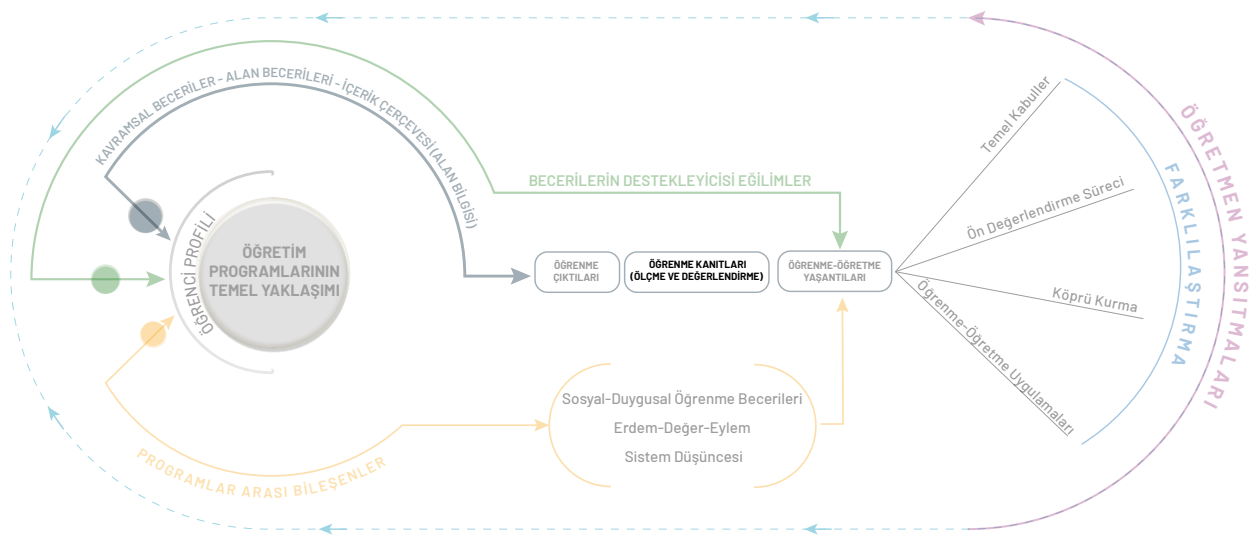 KAVRAMSAL BECERİLER - ALAN BECERİLERİ - İÇERİK ÇERÇEVESİ (ALAN BİLGİSİ)
ÖĞRENCİ PROFİLİ
ÖĞRETİM
PROGRAMLARININ
TEMEL YAKLAŞIMI
PROGRAMLAR ARASI BİLEŞENLER
BECERİLERİN DESTEKLEYİCİSİ EĞİLİMLER
ÖĞRENME
ÇIKTILARI
ÖĞRENME KANITLARI
(ÖLÇME VE DEĞERLENDİRME)
ÖĞRENME-ÖĞRETME
YAŞANTILARI
Sosyal-Duygusal Öğrenme Becerileri
Erdem-Değer-Eylem
Sistem Düşüncesi
Temel Kabuller
Ön Değerlendirme Süreci
Köprü Kurma
Öğrenme-Öğretme Uygulamaları
FARKLILAŞTIRMA
ÖĞRETMEN YANSITMALARI